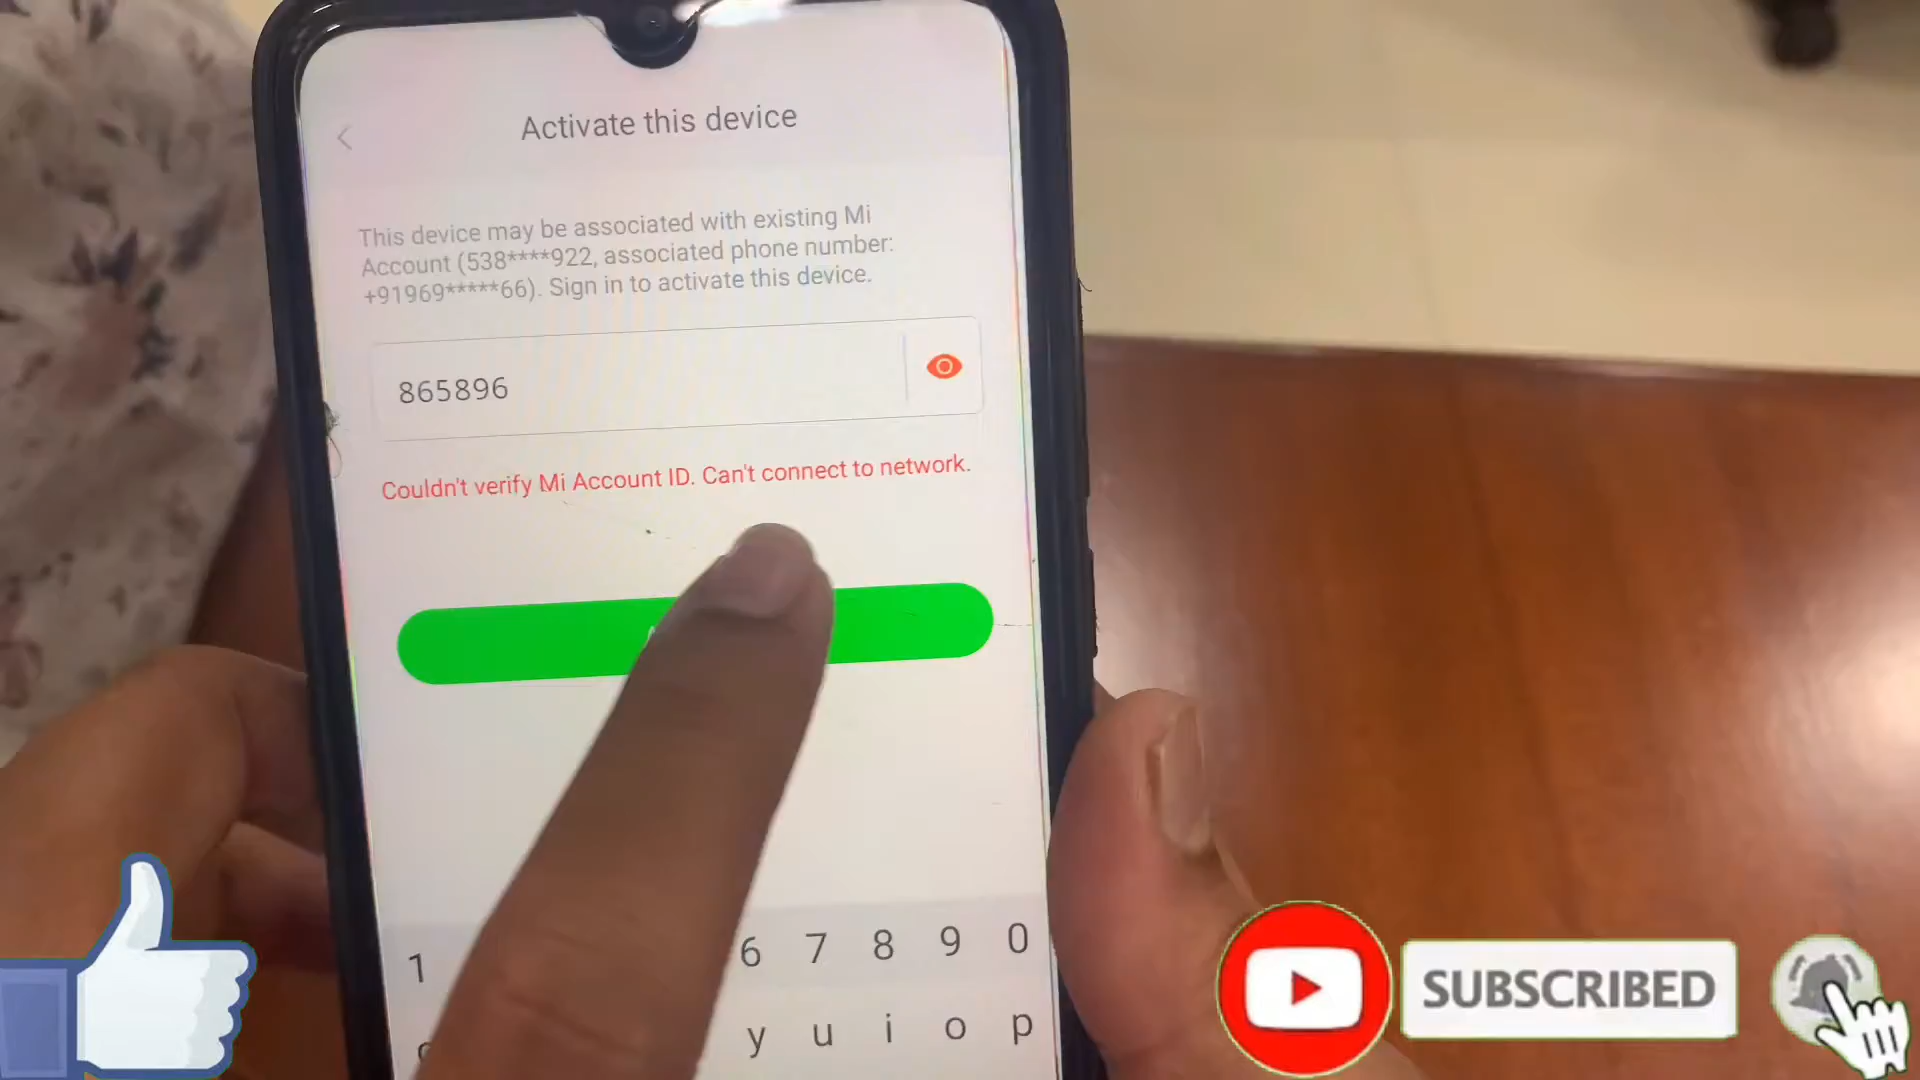 Activate this device
This device may be associated with existing Mi
Account (538****922, associated phone number:
+91969*****66). Sign in to activate this device.
865896
Couldn't verify Mi Account ID. Can't connect to network.
1 6 7 8 9 0
y u i o p
SUBSCRIBED